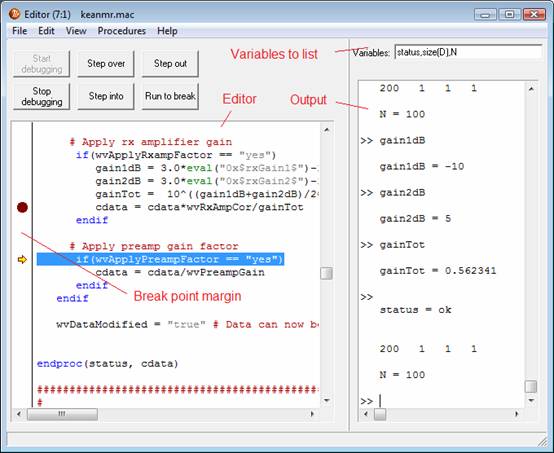 Editor (7:1) keanmr.mac
File Edit View Procedures Help
Start debugging
Step over
Step out
Stop debugging
Step into
Run to break
Variables to list
Variables: status,size(D),N
Editor
Output
# Apply rx amplifier gain
if(wvApplyRxampFactor == "yes")
gain1dB = 3.0*eval("0x$rxGain1$")-
gain2dB = 3.0*eval("0x$rxGain2$")-
gainTot = 10^((gain1dB+gain2dB)/2
cdata = cdata*wvRxAmpCor/gainTot
endif
# Apply preamp gain factor
if(wvApplyPreampFactor == "yes")
cdata = cdata/wvPreampGain
endif
endif
Break point margin
wvDataModified = "true" # Data can now b
endproc(status, cdata)
################################################
#
200 1 1 1
N = 100
>> gain1dB
gain1dB = -10
>> gain2dB
gain2dB = 5
>> gainTot
gainTot = 0.562341
>>
status = ok
200 1 1 1
N = 100
>>